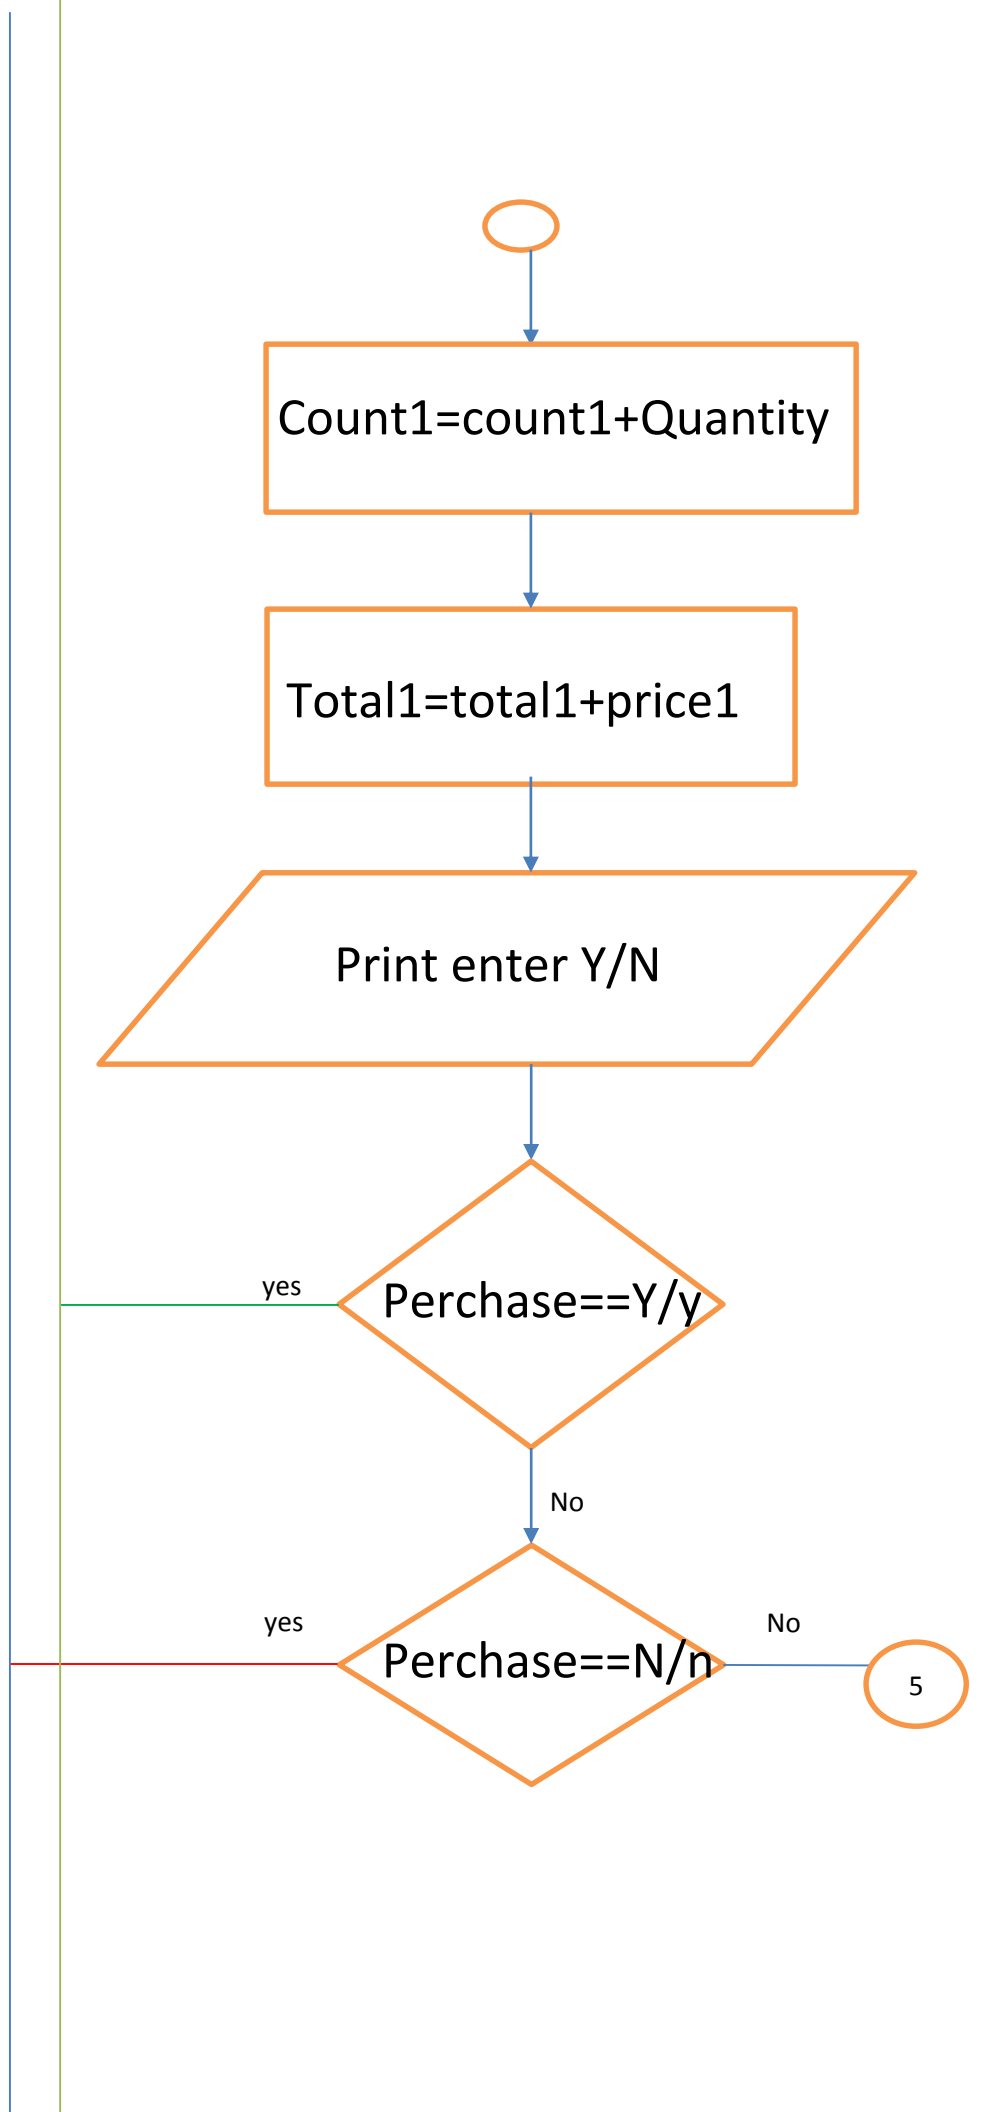 Count1=count1+Quantity
Total1=total1+price1
Print enter Y/N
yes
Perchase==Y/y
No
yes
Perchase==N/n
No
5